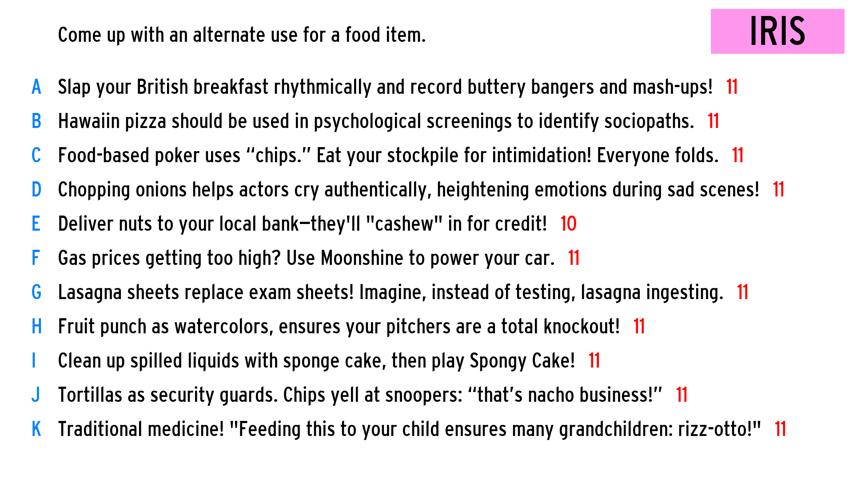 Come up with an alternate use for a food item.
IRIS
A Slap your British breakfast rhythmically and record buttery bangers and mash-ups! 11
B Hawaiin pizza should be used in psychological screenings to identify sociopaths. 11
C Food-based poker uses “chips.” Eat your stockpile for intimidation! Everyone folds. 11
D Chopping onions helps actors cry authentically, heightening emotions during sad scenes! 11
E Deliver nuts to your local bank—they'll "cashew" in for credit! 10
F Gas prices getting too high? Use Moonshine to power your car. 11
G Lasagna sheets replace exam sheets! Imagine, instead of testing, lasagna ingesting. 11
H Fruit punch as watercolors, ensures your pitchers are a total knockout! 11
I Clean up spilled liquids with sponge cake, then play Spongy Cake! 11
J Tortillas as security guards. Chips yell at snoopers: “that’s nacho business!” 11
K Traditional medicine! "Feeding this to your child ensures many grandchildren: rizz-otto!" 11